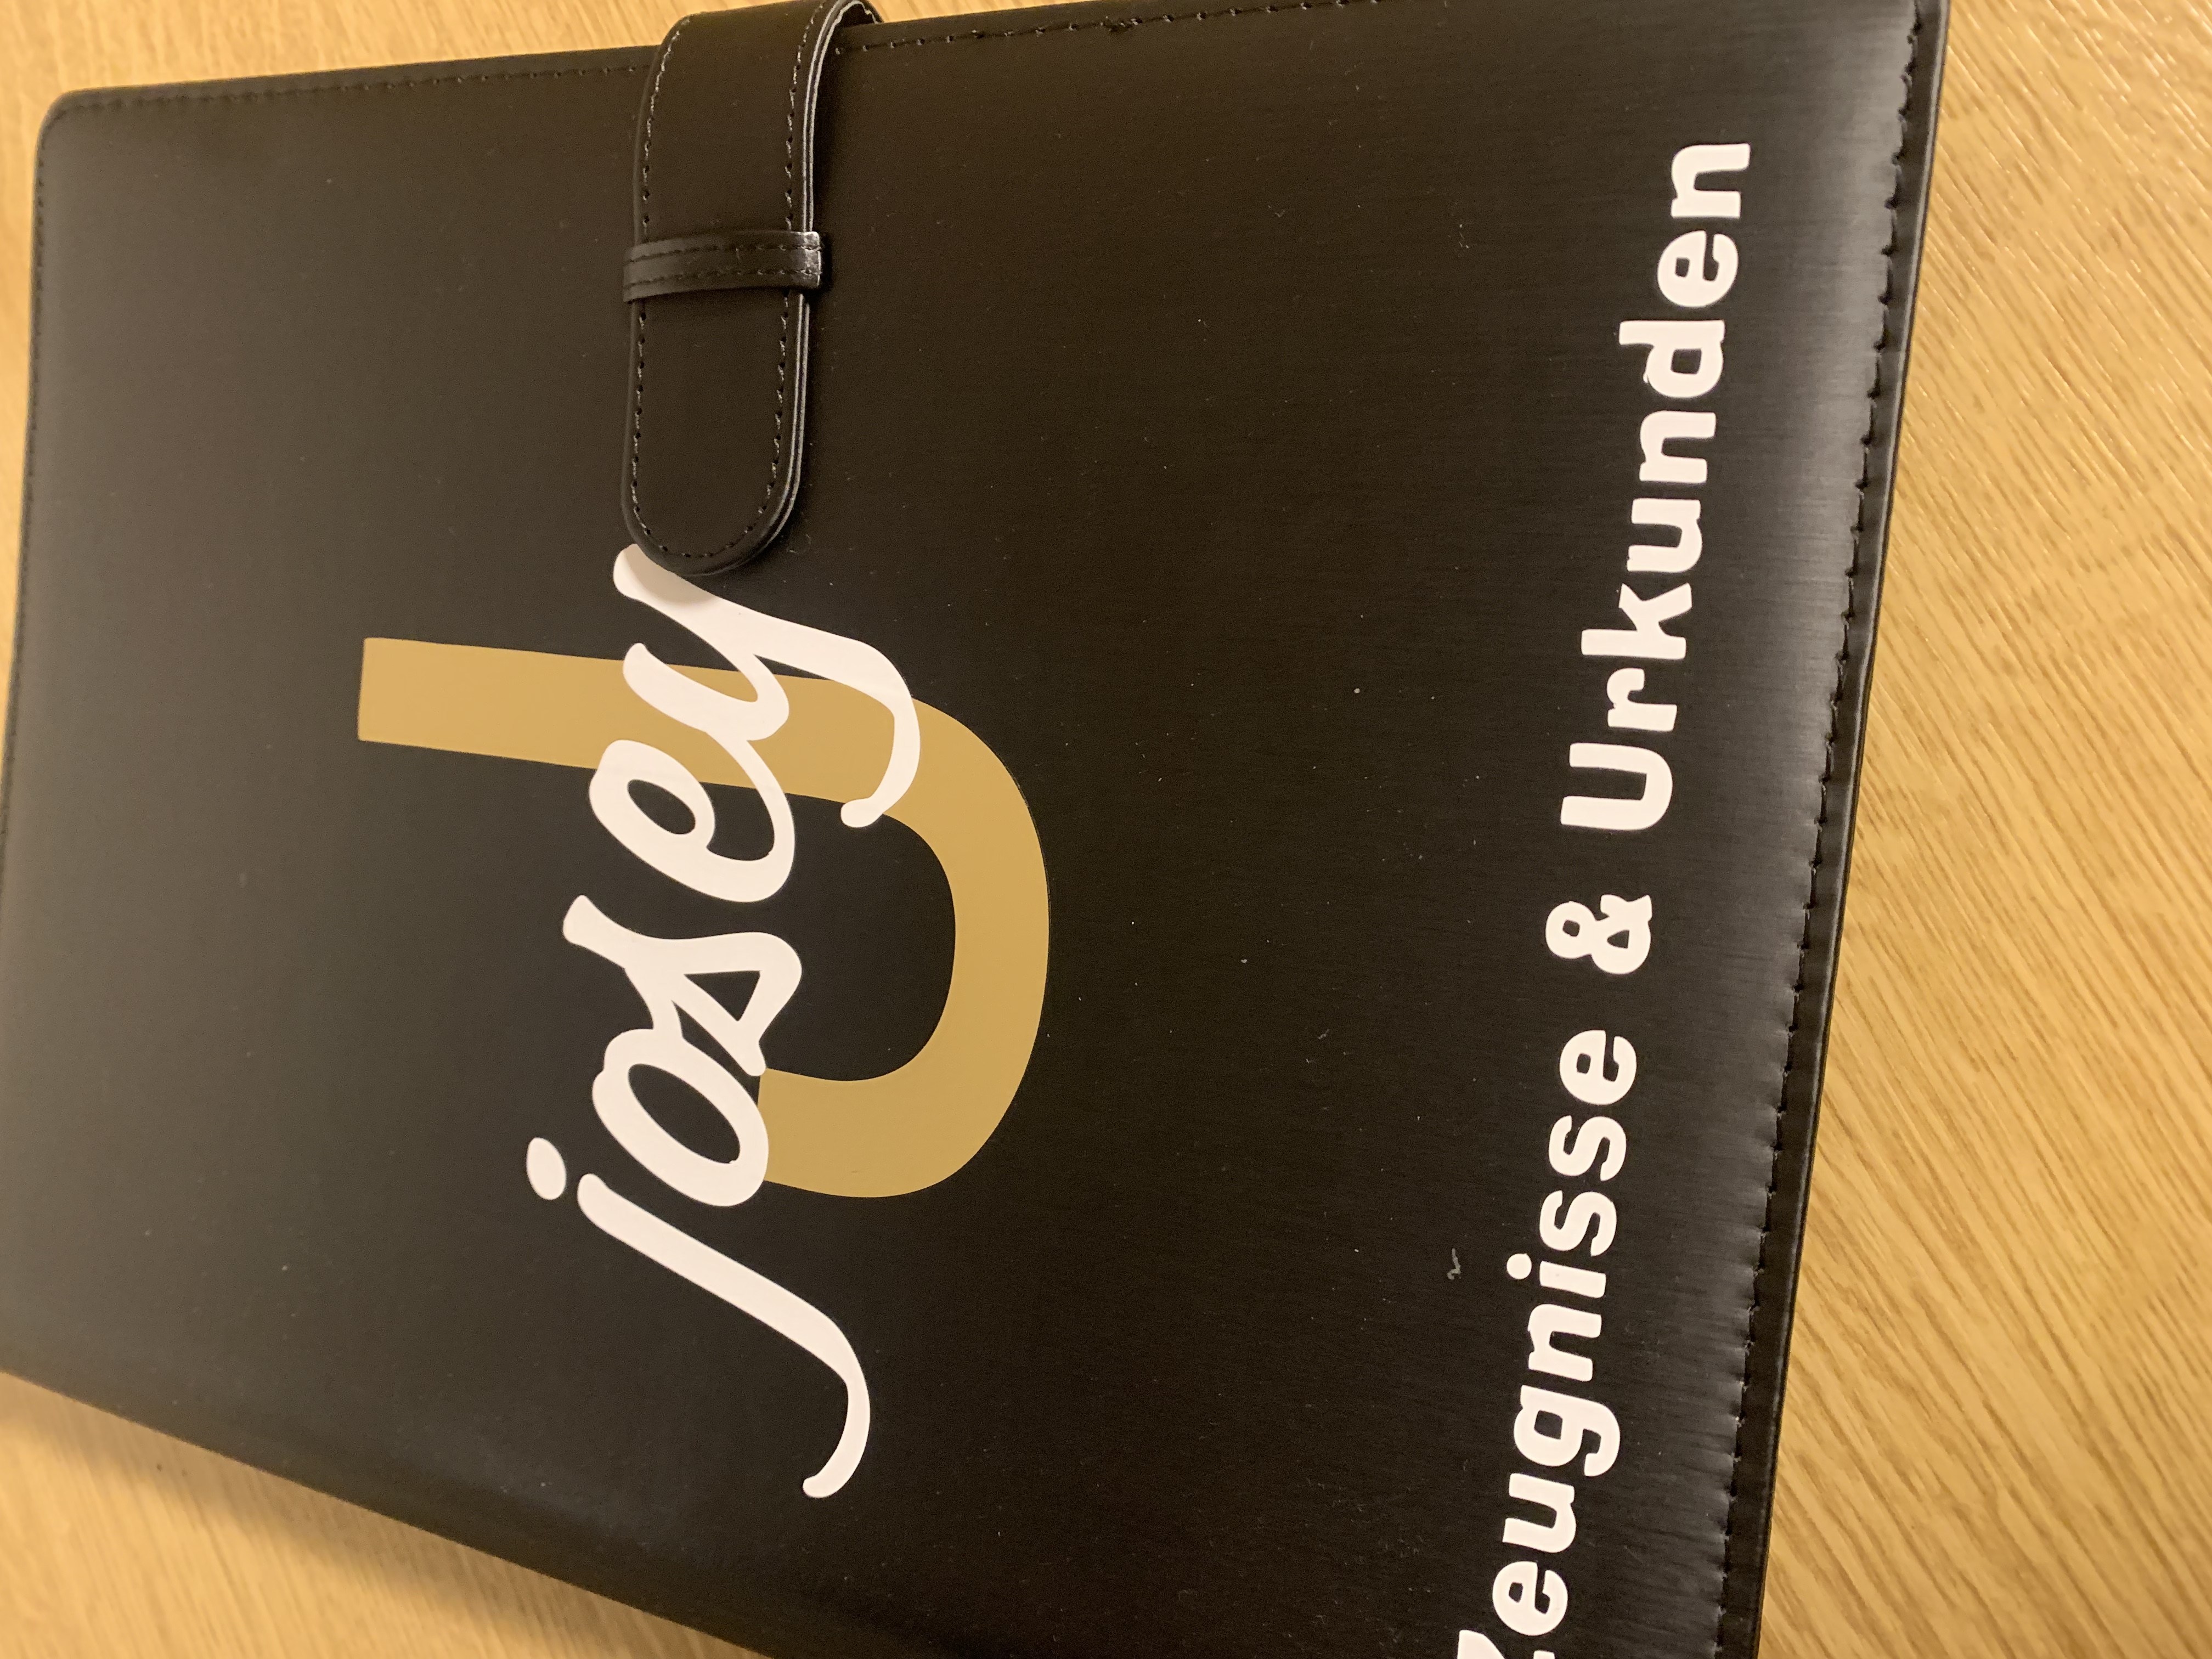 J
josey
Zeugnisse & Urkunden